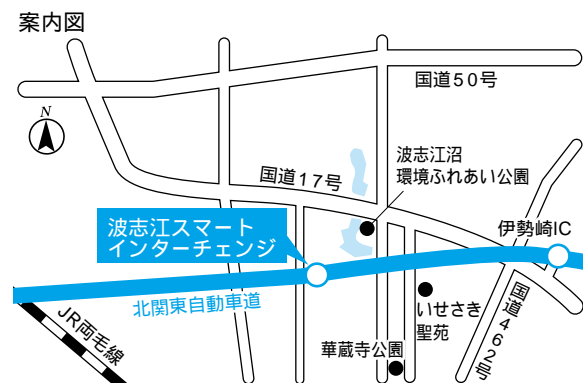 案内図
N
国道50号
国道17号
波志江沼
環境ふれあい公園
波志江スマート
インターチェンジ
伊勢崎IC
北関東自動車道
いせさき
聖苑
国道462号
JR両毛線
華蔵寺公園